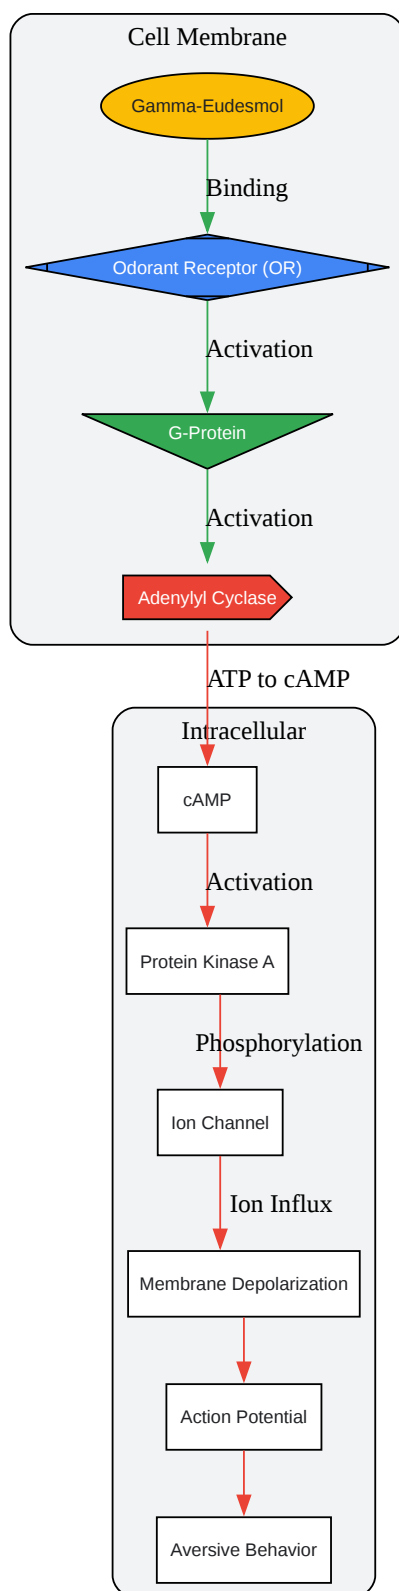 Cell Membrane
Gamma-Eudesmol
Binding
Odorant Receptor (OR)
Activation
G-Protein
Activation
Adenylyl Cyclase
ATP to cAMP
Intracellular
cAMP
Activation
Protein Kinase A
Phosphorylation
Ion Channel
Ion Influx
Membrane Depolarization
Action Potential
Aversive Behavior